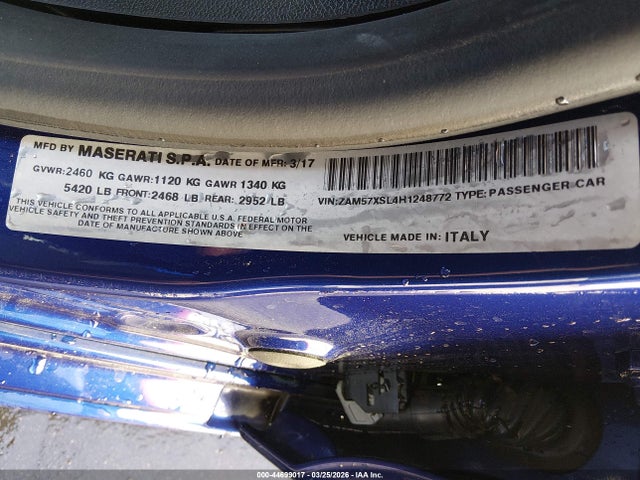 MFD BY MASERATI S.P.A. DATE OF MFR: 3/17
GVWR:2460 KG GAWR:1120 KG GAWR 1340 KG
5420 LB FRONT:2468 LB REAR: 2952 LB
THIS VEHICLE CONFORMS TO ALL APPLICABLE U.S.A. FEDERAL MOTOR
VEHICLE SAFETY, BUMPER, AND THEFT PREVENTION STANDARDS IN EFFECT ON THE
DATE OF MANUFACTURE SHOWN ABOVE
VIN:ZAM57XSL4H1248772 TYPE: PASSENGER CAR
VEHICLE MADE IN: ITALY
000-44699017 - 03/25/2026 - COPYRIGHT IAA, LLC.